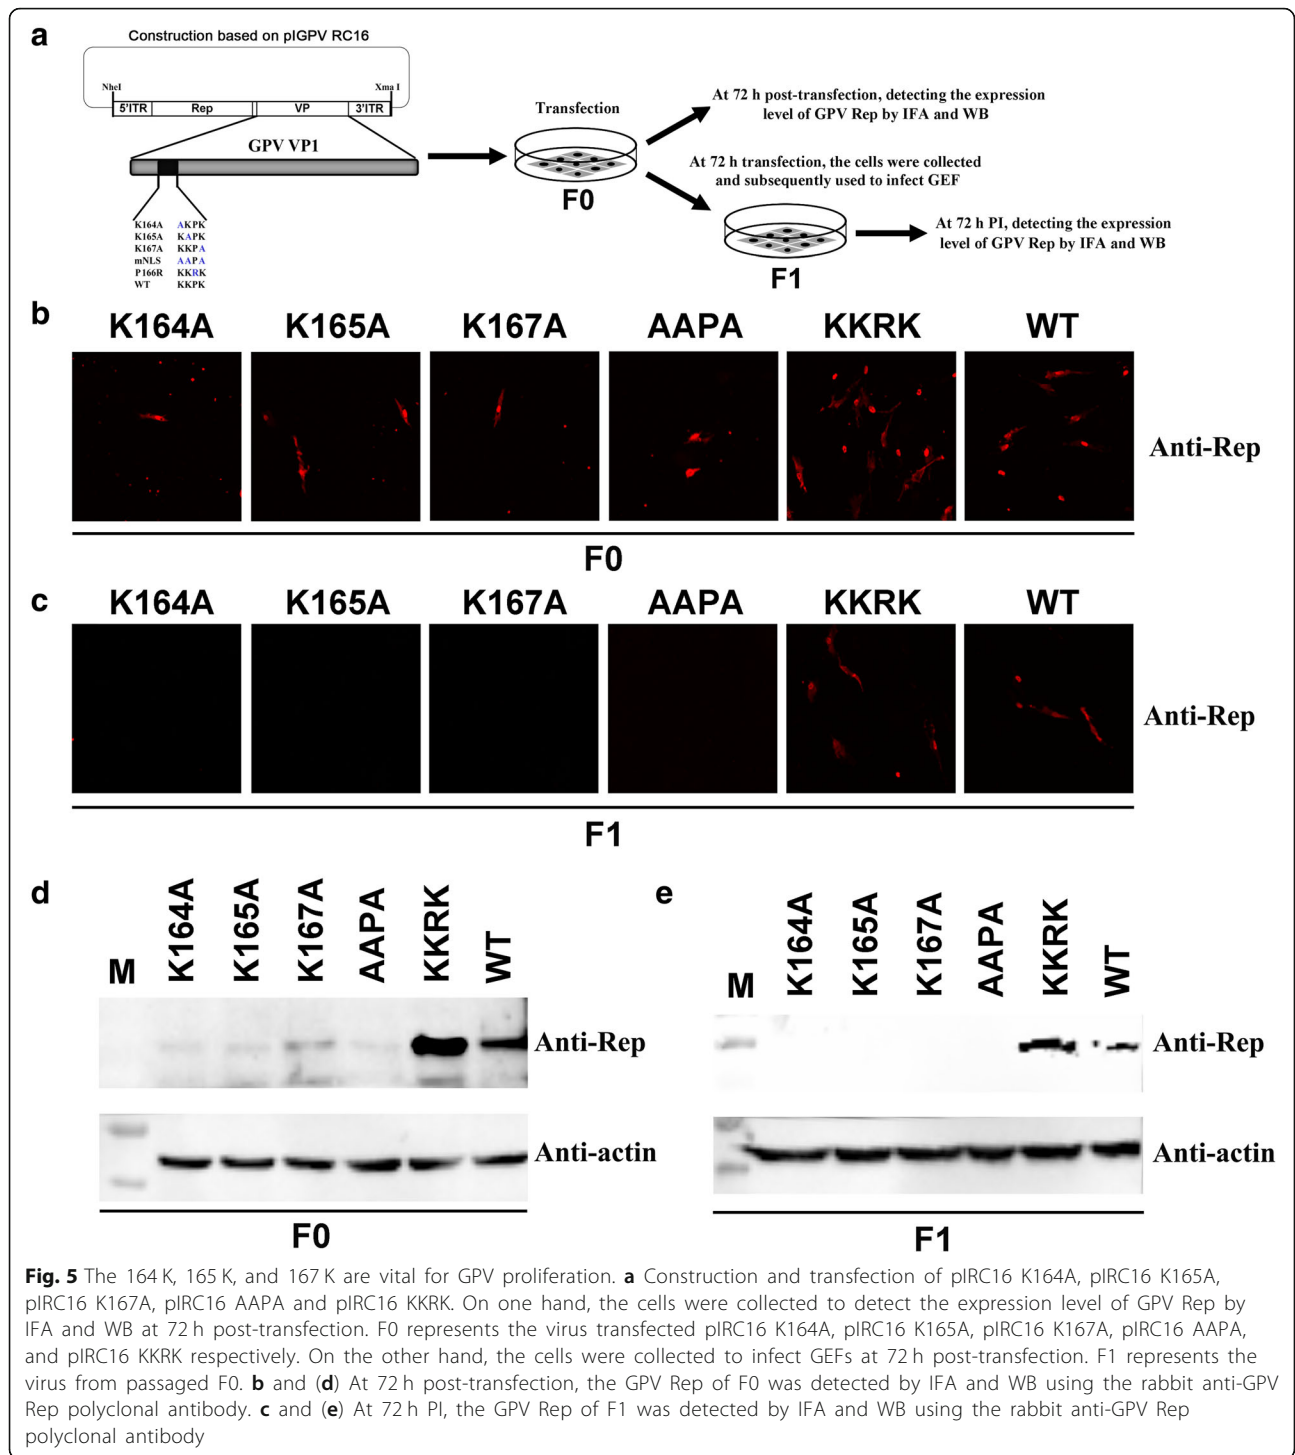 a
Construction based on pIGPV RC16
NheI
Xma I
5'ITR Rep VP 3'ITR
GPV VP1
K164A AKPK
K165A KAPK
K167A KKPA
mNLS AAPA
P166R KKRK
WT KKPK
Transfection
F0
At 72 h post-transfection, detecting the expression
level of GPV Rep by IFA and WB
At 72 h transfection, the cells were collected
and subsequently used to infect GEF
F1
At 72 h PI, detecting the expression
level of GPV Rep by IFA and WB
b
K164A K165A K167A AAPA KKRK WT
Anti-Rep
F0
c
K164A K165A K167A AAPA KKRK WT
Anti-Rep
F1
d
M K164A K165A K167A AAPA KKRK WT
Anti-Rep
Anti-actin
F0
e
M K164A K165A K167A AAPA KKRK WT
Anti-Rep
Anti-actin
F1
Fig. 5 The 164 K, 165 K, and 167 K are vital for GPV proliferation. a Construction and transfection of pIRC16 K164A, pIRC16 K165A,
pIRC16 K167A, pIRC16 AAPA and pIRC16 KKRK. On one hand, the cells were collected to detect the expression level of GPV Rep by
IFA and WB at 72 h post-transfection. F0 represents the virus transfected pIRC16 K164A, pIRC16 K165A, pIRC16 K167A, pIRC16 AAPA,
and pIRC16 KKRK respectively. On the other hand, the cells were collected to infect GEFs at 72 h post-transfection. F1 represents the
virus from passaged F0. b and (d) At 72 h post-transfection, the GPV Rep of F0 was detected by IFA and WB using the rabbit anti-GPV
Rep polyclonal antibody. c and (e) At 72 h PI, the GPV Rep of F1 was detected by IFA and WB using the rabbit anti-GPV Rep
polyclonal antibody